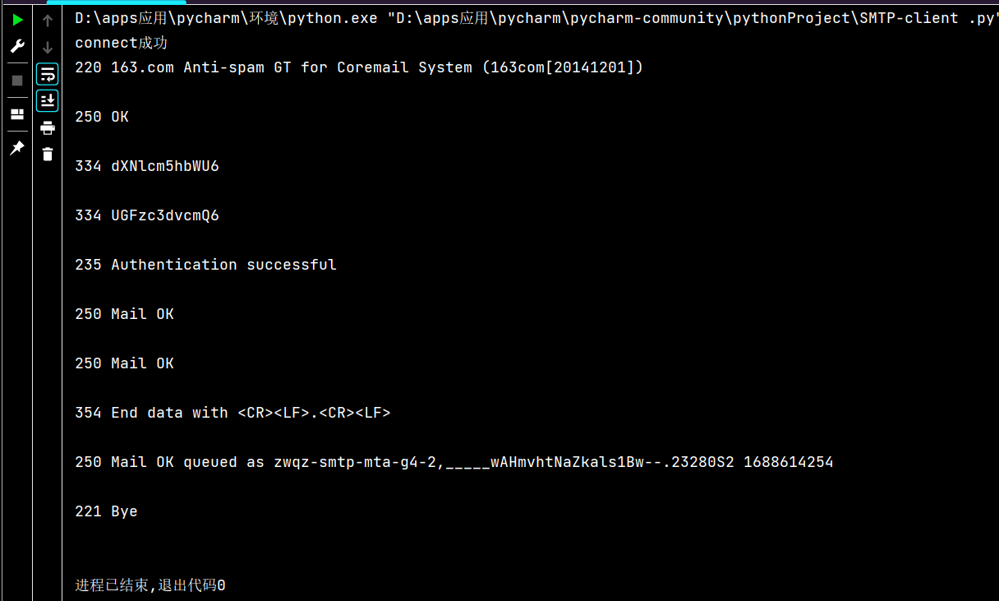 D:\apps应用\pycharm\环境\python.exe "D:\apps应用\pycharm\pycharm-community\pythonProject\SMTP-client .py"
connect成功
220 163.com Anti-spam GT for Coremail System (163com[20141201])
250 OK
334 dXNlcm5hbWU6
334 UGFzc3dvcmQ6
235 Authentication successful
250 Mail OK
250 Mail OK
354 End data with <CR><LF>.<CR><LF>
250 Mail OK queued as zwqz-smtp-mta-g4-2,_____wAHmvhtNaZkals1Bw--.23280S2 1688614254
221 Bye
进程已结束,退出代码0